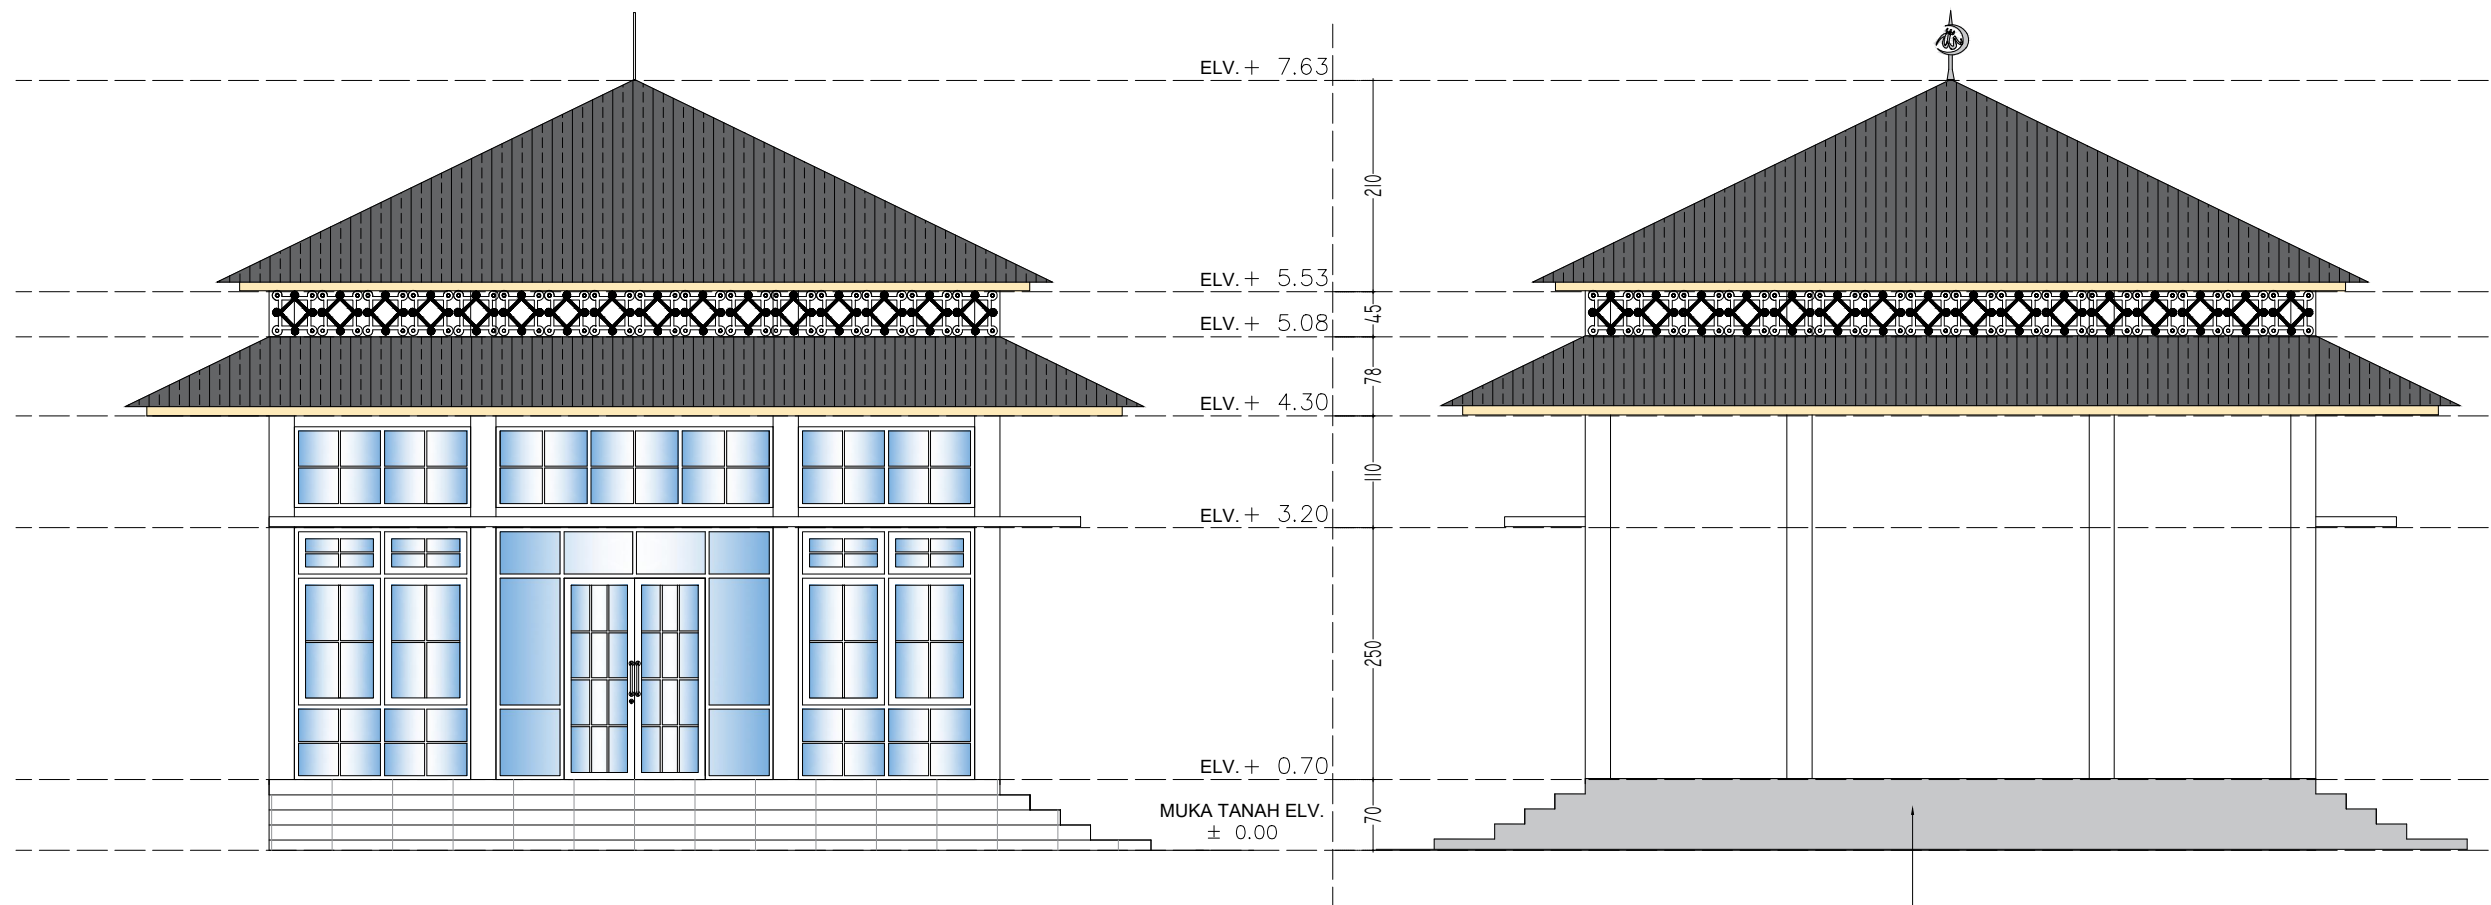 ELV. + 7.63
210
ELV. + 5.53
45
ELV. + 5.08
78
ELV. + 4.30
110
ELV. + 3.20
250
ELV. + 0.70
MUKA TANAH ELV.
± 0.00
70
الله